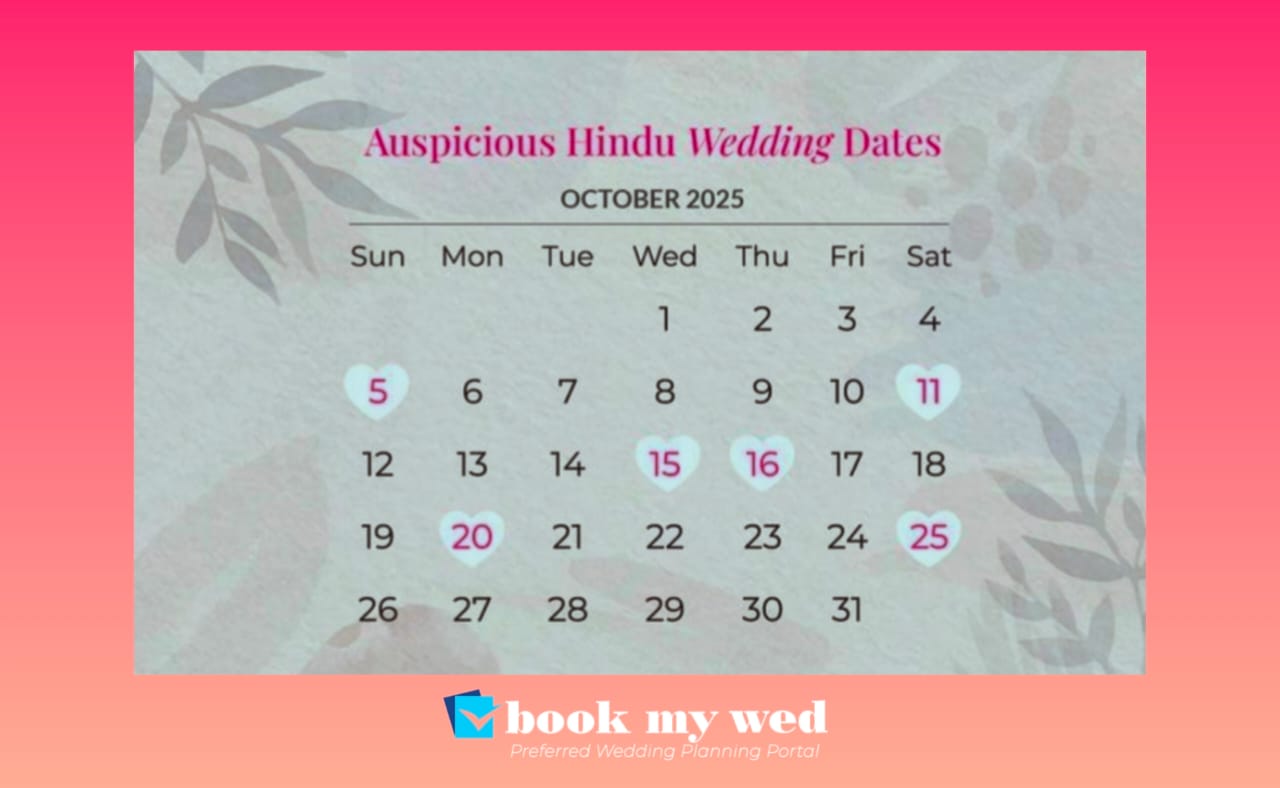 Auspicious Hindu Wedding Dates
OCTOBER 2025
Sun Mon Tue Wed Thu Fri Sat
1 2 3 4
5 6 7 8 9 10 11
12 13 14 15 16 17 18
19 20 21 22 23 24 25
26 27 28 29 30 31
book my wed
Preferred Wedding Planning Portal